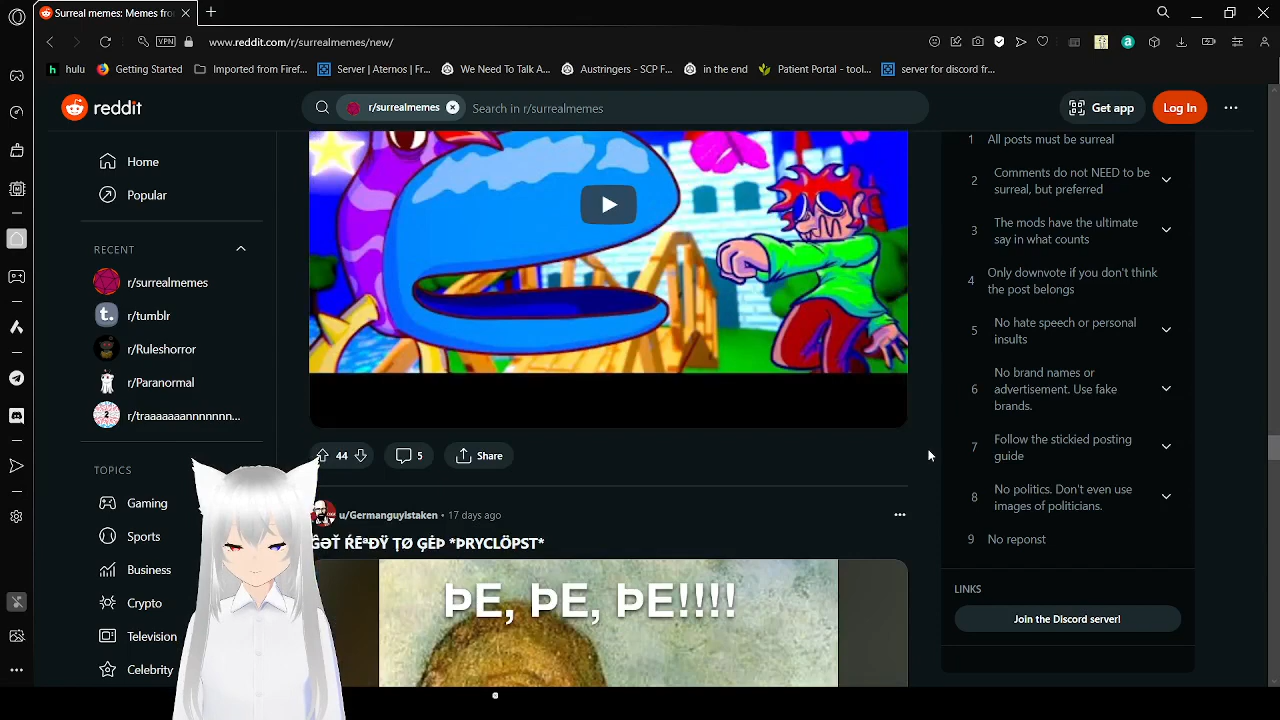 Surreal memes: Memes fro
VPN
www.reddit.com/r/surrealmemes/new/
hulu
Getting Started
Imported from Firef...
Server | Aternos | Fr...
We Need To Talk A...
Austringers - SCP F...
in the end
Patient Portal - tool...
server for discord fr...
reddit
r/surrealmemes
Search in r/surrealmemes
Get app
Log In
Home
Popular
RECENT
r/surrealmemes
r/tumblr
r/Ruleshorror
r/Paranormal
r/traaaaaaannnnnnn...
TOPICS
Gaming
Sports
Business
Crypto
Television
Celebrity
44
5
Share
u/Germanguyistaken • 17 days ago
ÞE, ÞE, ÞE!!!!
1 All posts must be surreal
2 Comments do not NEED to be
surreal, but preferred
3 The mods have the ultimate
say in what counts
4 Only downvote if you don't think
the post belongs
5 No hate speech or personal
insults
6 No brand names or
advertisement. Use fake
brands.
7 Follow the stickied posting
guide
8 No politics. Don't even use
images of politicians.
9 No reponst
LINKS
Join the Discord server!